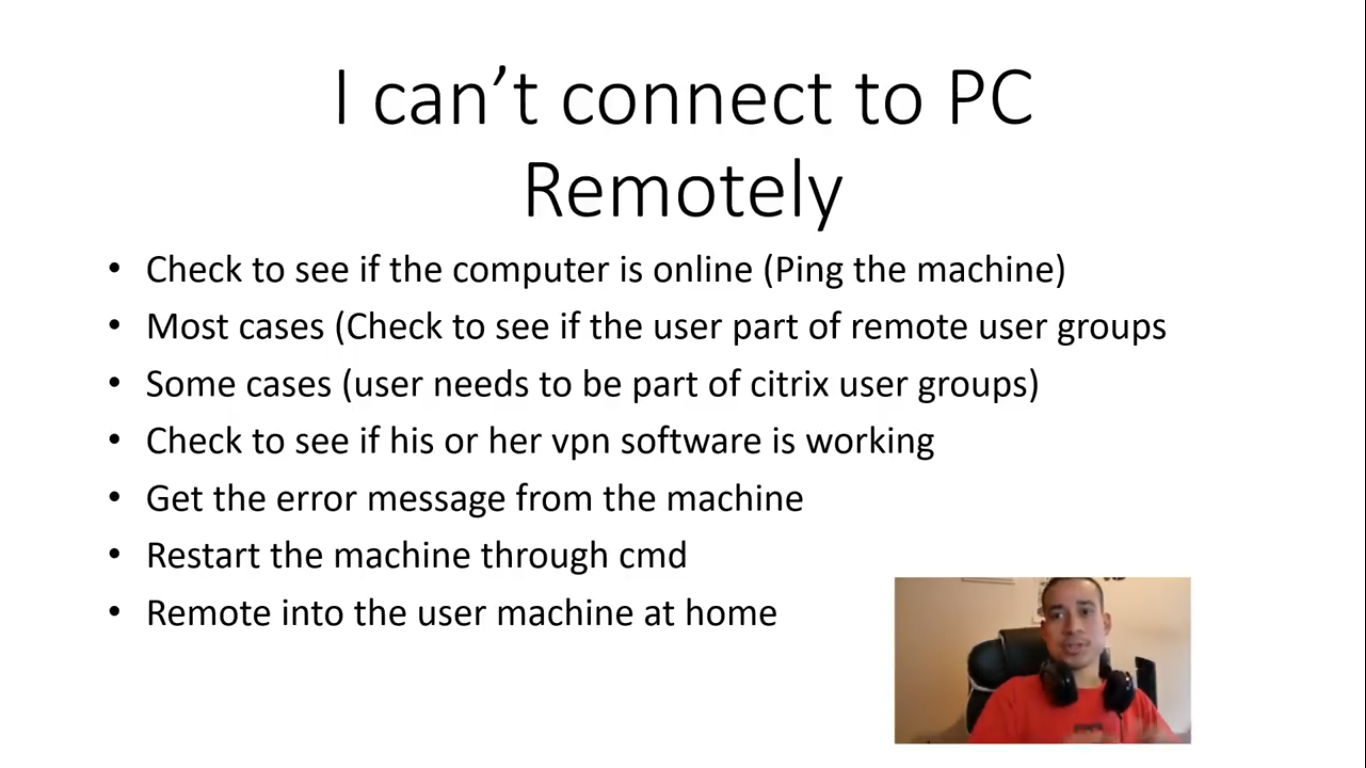 I can’t connect to PC
Remotely
• Check to see if the computer is online (Ping the machine)
• Most cases (Check to see if the user part of remote user groups
• Some cases (user needs to be part of citrix user groups)
• Check to see if his or her vpn software is working
• Get the error message from the machine
• Restart the machine through cmd
• Remote into the user machine at home